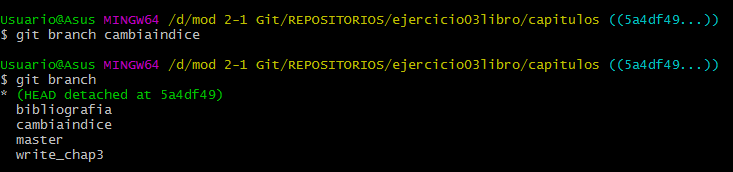 Usuario@Asus MINGW64 /d/mod 2-1 Git/REPOSITORIOS/ejercicio03libro/capitulos ((5a4df49...))
$ git branch cambiaindice
Usuario@Asus MINGW64 /d/mod 2-1 Git/REPOSITORIOS/ejercicio03libro/capitulos ((5a4df49...))
$ git branch
* (HEAD detached at 5a4df49)
bibliografia
cambiaindice
master
write_chap3